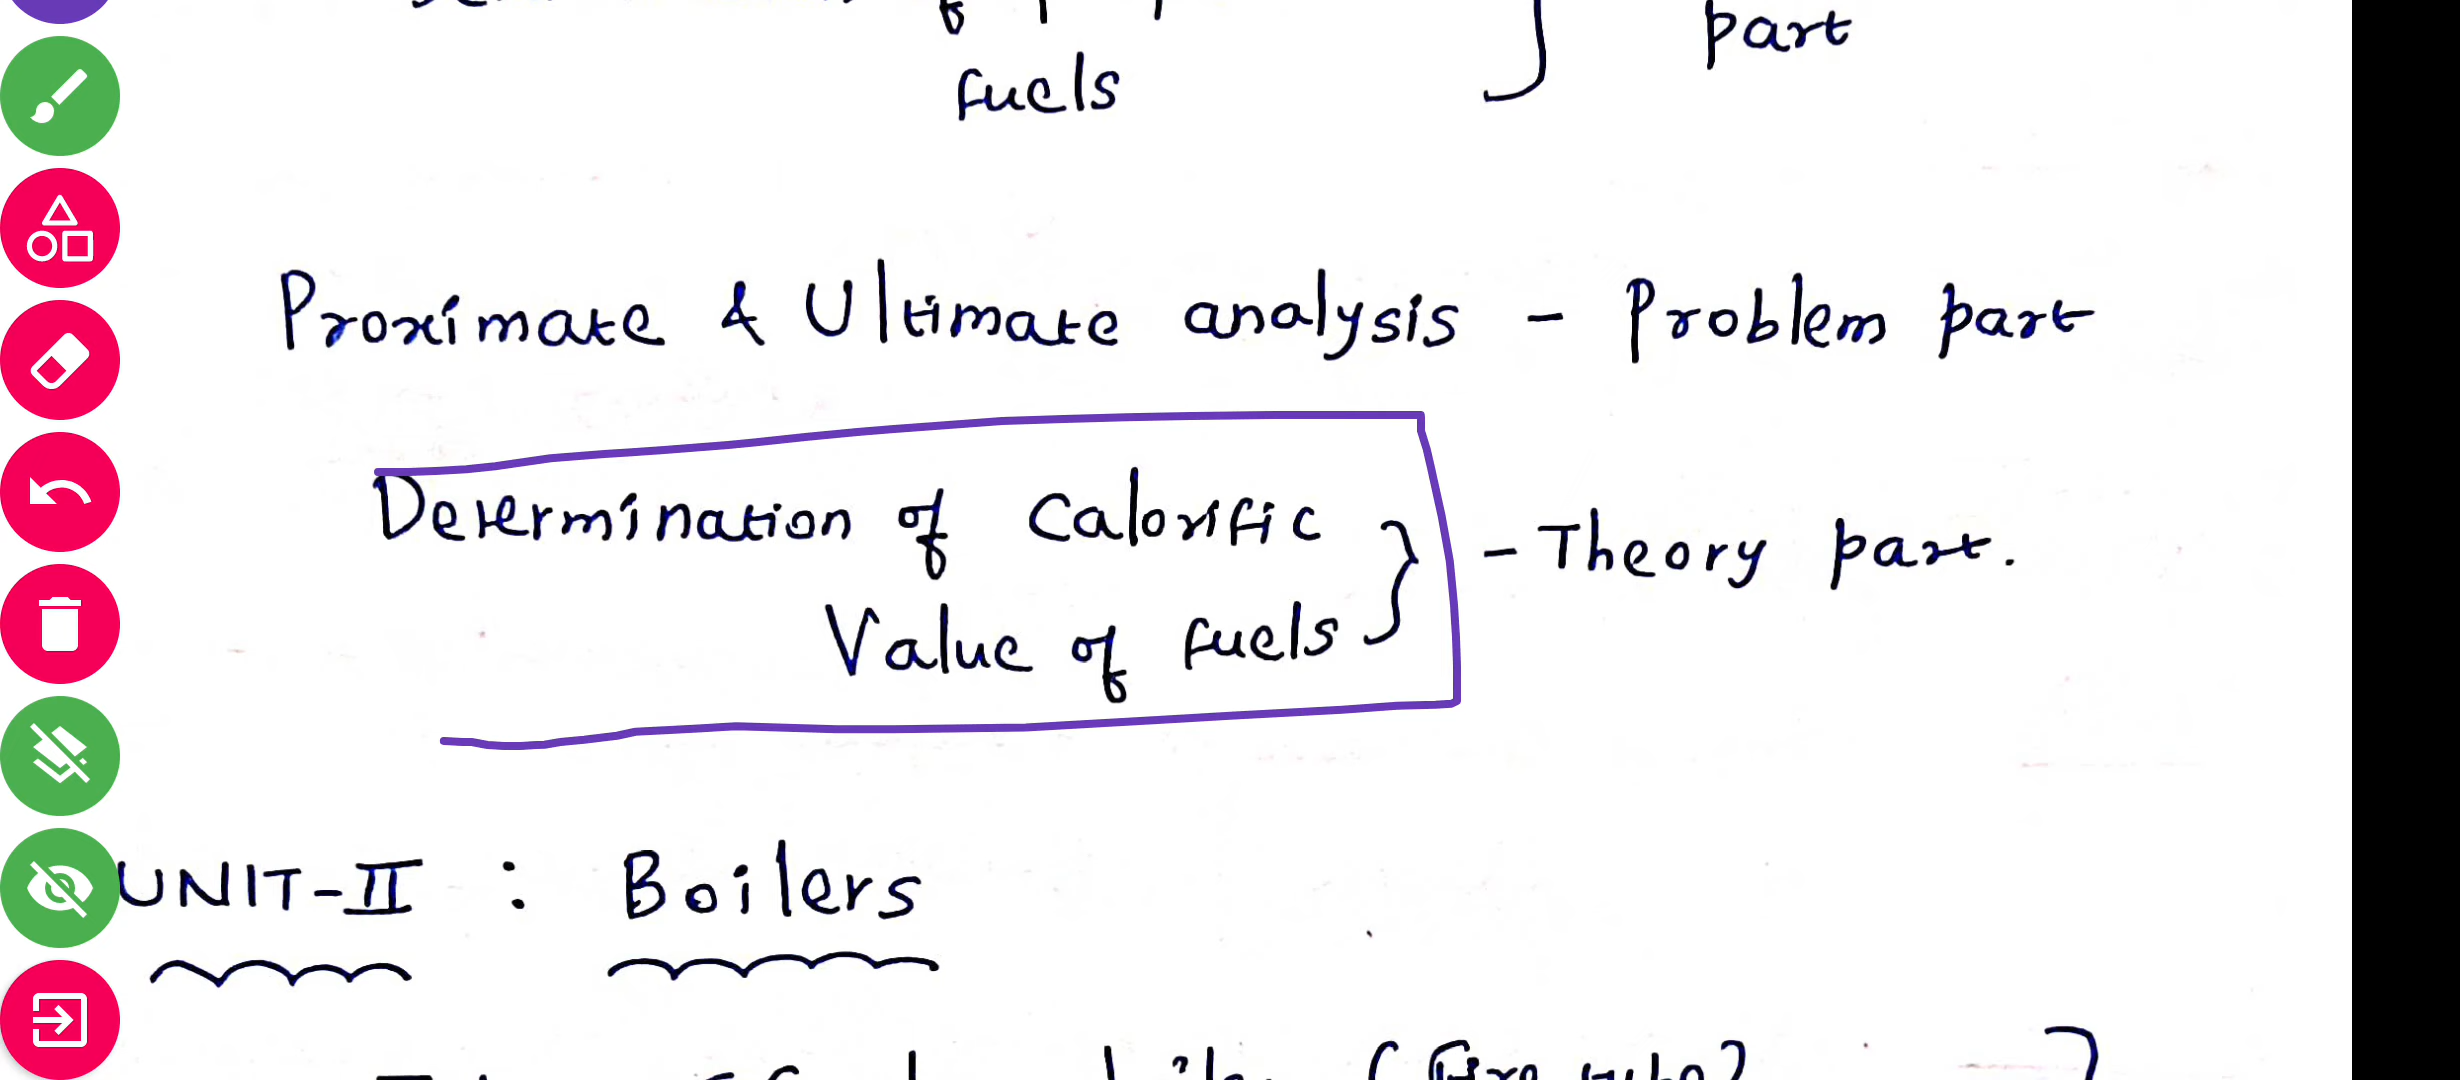 part
fuels
Proximate & Ultimate analysis - Problem part
Determination of Calorific
- Theory part.
Value of fuels
UNIT-II : Boilers